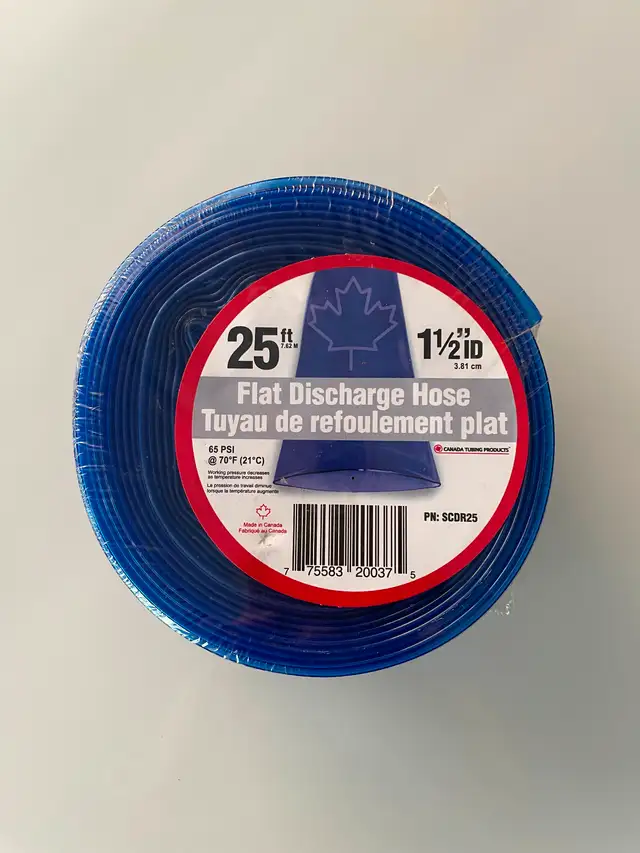 25 ft
7.62 M
1½” ID
3.81 cm
Flat Discharge Hose
Tuyau de refoulement plat
65 PSI
@ 70°F (21°C)
CANADA TUBING PRODUCTS
Working pressure decreases
as temperature increases
La pression de travail diminue
lorsque la température augmente
Made in Canada
Fabriqué au Canada
PN: SCDR25
7 75583 20037 5